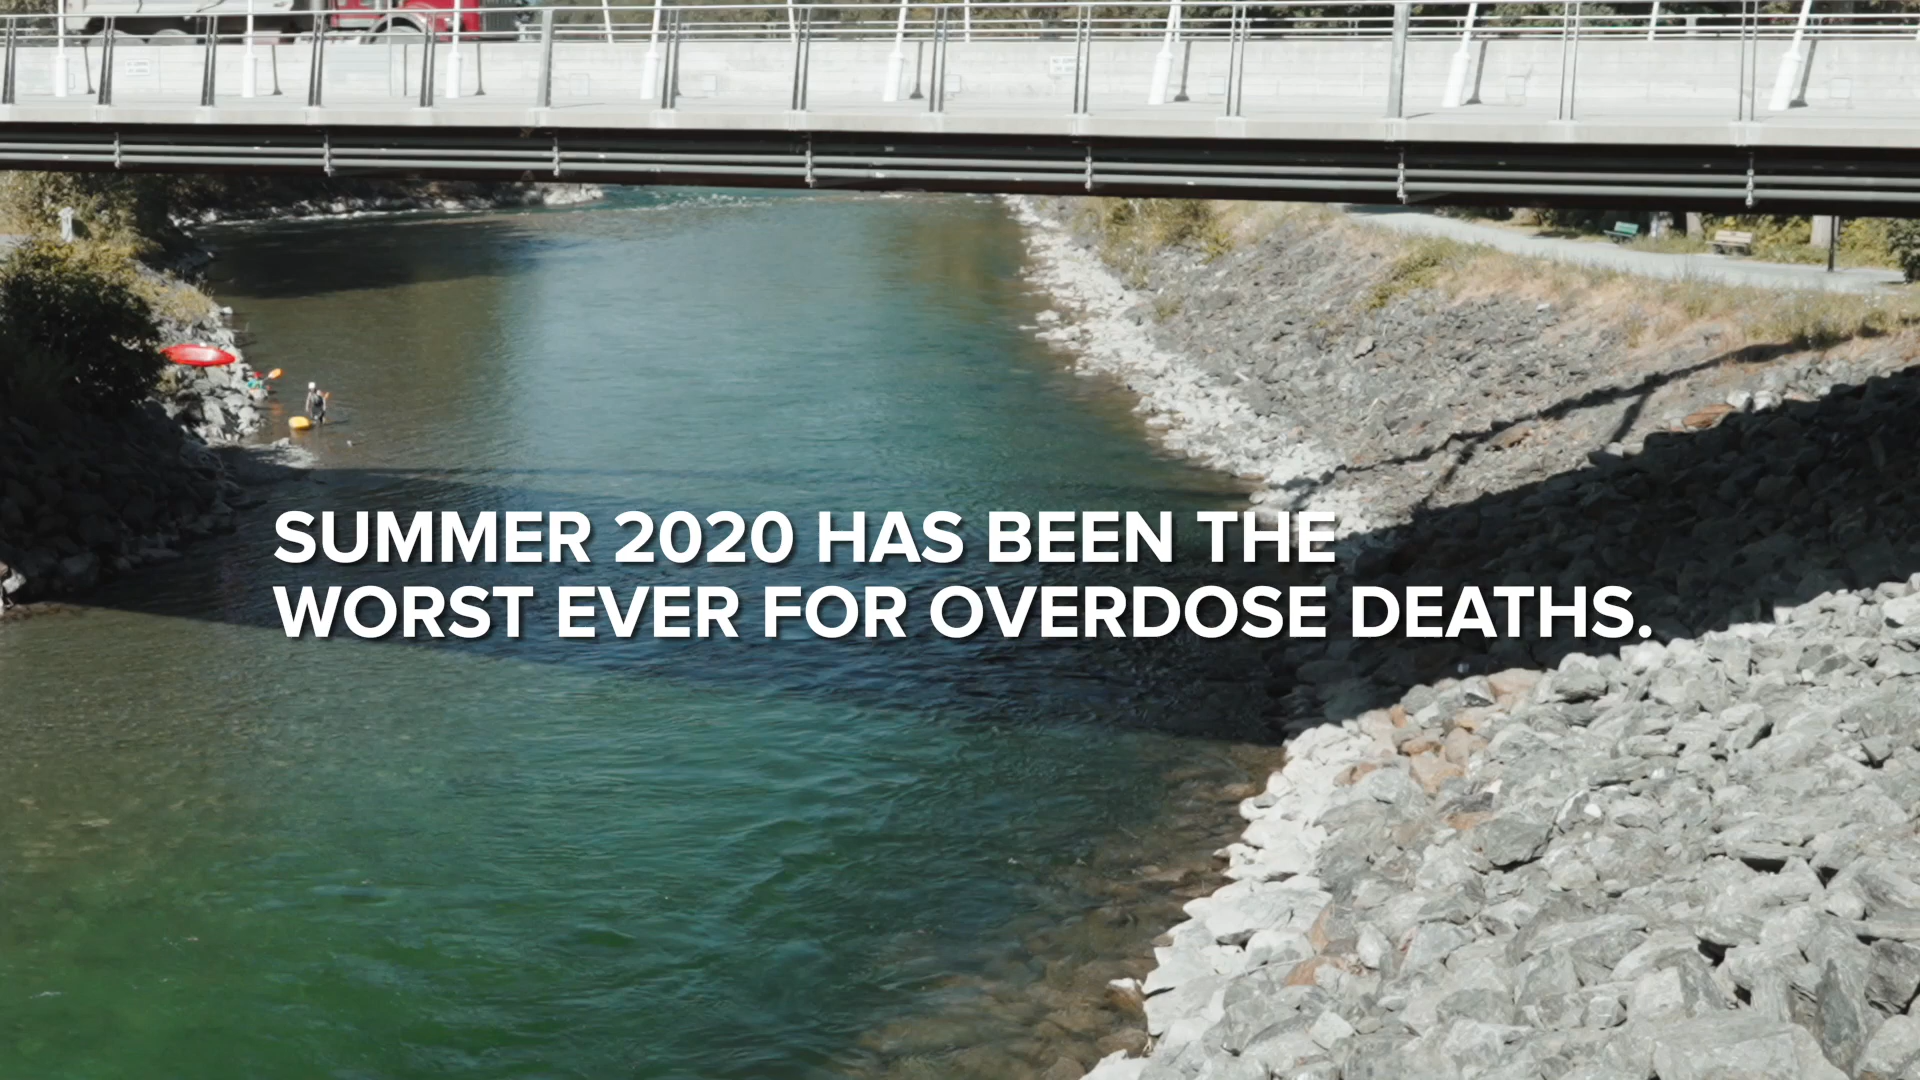 SUMMER 2020 HAS BEEN THE
WORST EVER FOR OVERDOSE DEATHS.